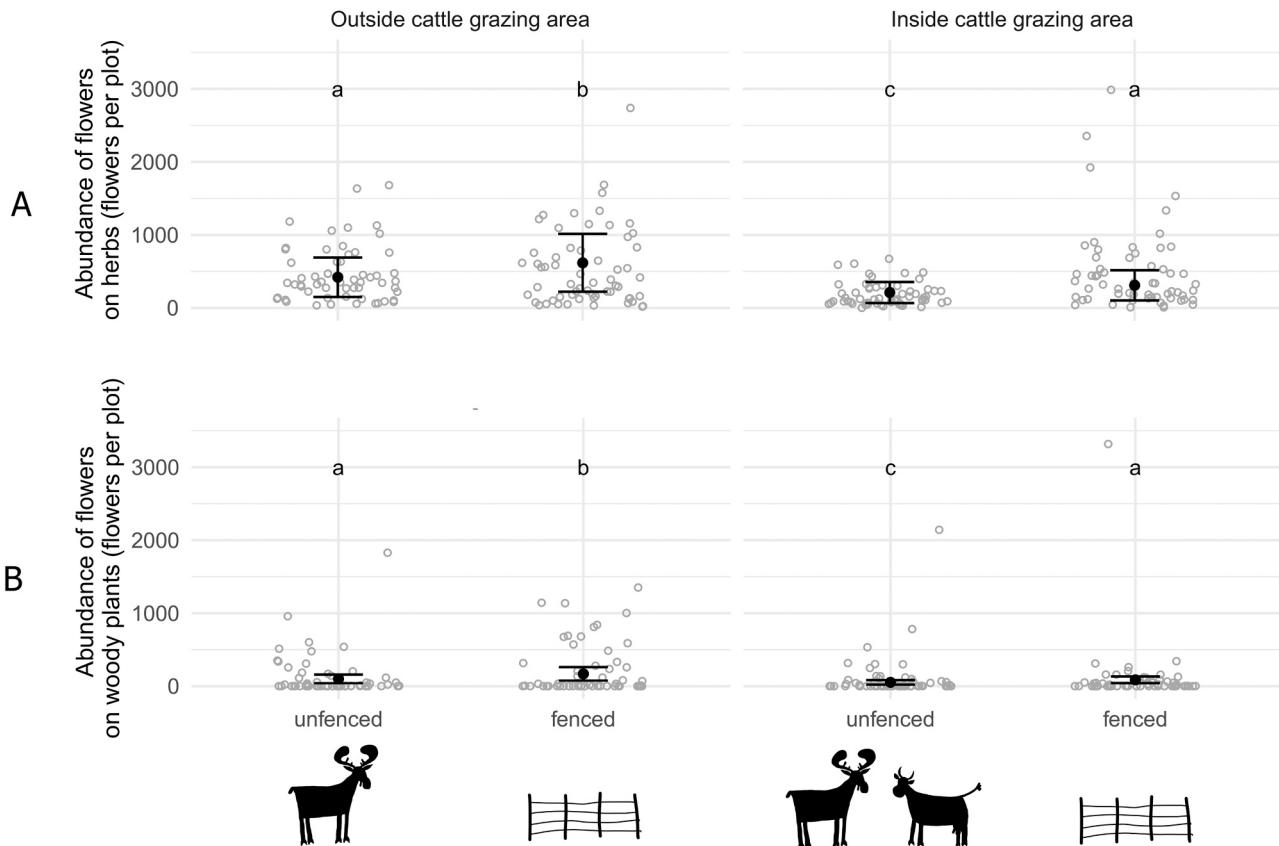 Outside cattle grazing area
Inside cattle grazing area
A
Abundance of flowers
on herbs (flowers per plot)
3000
2000
1000
0
a
b
c
a
B
Abundance of flowers
on woody plants (flowers per plot)
3000
2000
1000
0
a
b
c
a
unfenced
fenced
unfenced
fenced